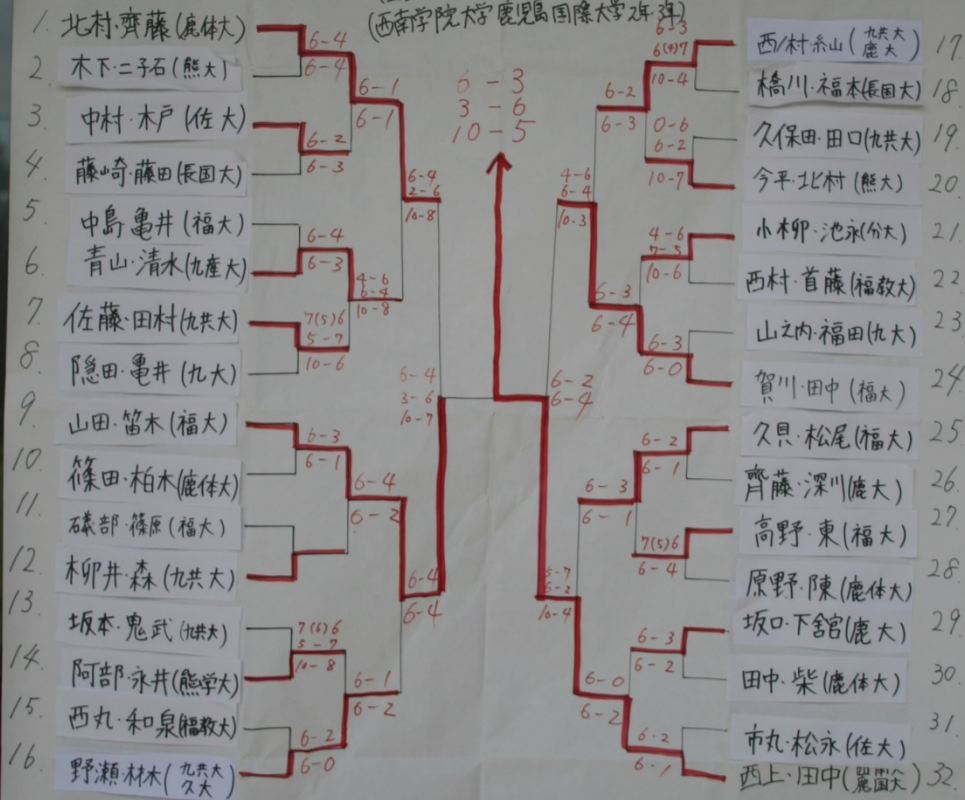 (西南学院大学 鹿児島国際大学 2年3年)
1. 北村・齊藤(鹿体大)
2. 木下・二子石(熊大)
3. 中村・木戸(佐大)
4. 藤崎・藤田(長国大)
5. 中島・亀井(福大)
6. 青山・清水(九産大)
7. 佐藤・田村(九共大)
8. 隠田・亀井(九大)
9. 山田・笛木(福大)
10. 篠田・柏木(鹿体大)
11. 礒部・篠原(福大)
12. 柳井・森(九共大)
13. 坂本・鬼武(九共大)
14. 阿部・永井(熊学大)
15. 西丸・和泉(福教大)
16. 野瀬・林木(九共大 久大)
6-4
6-4
6-2
6-3
6-4
6-3
7(5)6
5-7
10-6
6-3
6-1
7(6)6
5-7
10-8
6-2
6-0
6-1
6-1
4-6
6-4
10-8
6-4
6-2
6-1
6-2
6-4
2-6
10-8
6-4
6-4
6-4
3-6
10-7
6-3
3-6
10-5
6-2
6-4
4-6
6-4
10-3
5-7
6-2
10-4
6-2
6-3
6-3
6-4
6-3
6-1
6-0
6-2
6-3
6(4)7
10-4
0-6
6-2
10-7
4-6
7-5
10-6
6-3
6-0
6-2
6-1
7(5)6
6-4
6-3
6-2
6-2
6-1
西・村山(九共大 鹿大) 17.
橋川・福本(長国大) 18.
久保田・田口(九共大) 19.
今平・北村(熊大) 20.
小柳・池永(分大) 21.
西村・首藤(福教大) 22.
山之内・福田(九大) 23.
賀川・田中(福大) 24.
久貝・松尾(福大) 25.
齊藤・深川(鹿大) 26.
高野・東(福大) 27.
原野・陳(鹿体大) 28.
坂口・下舘官(鹿大) 29.
田中・柴(鹿体大) 30.
市丸・松永(佐大) 31.
西上・田中 32.